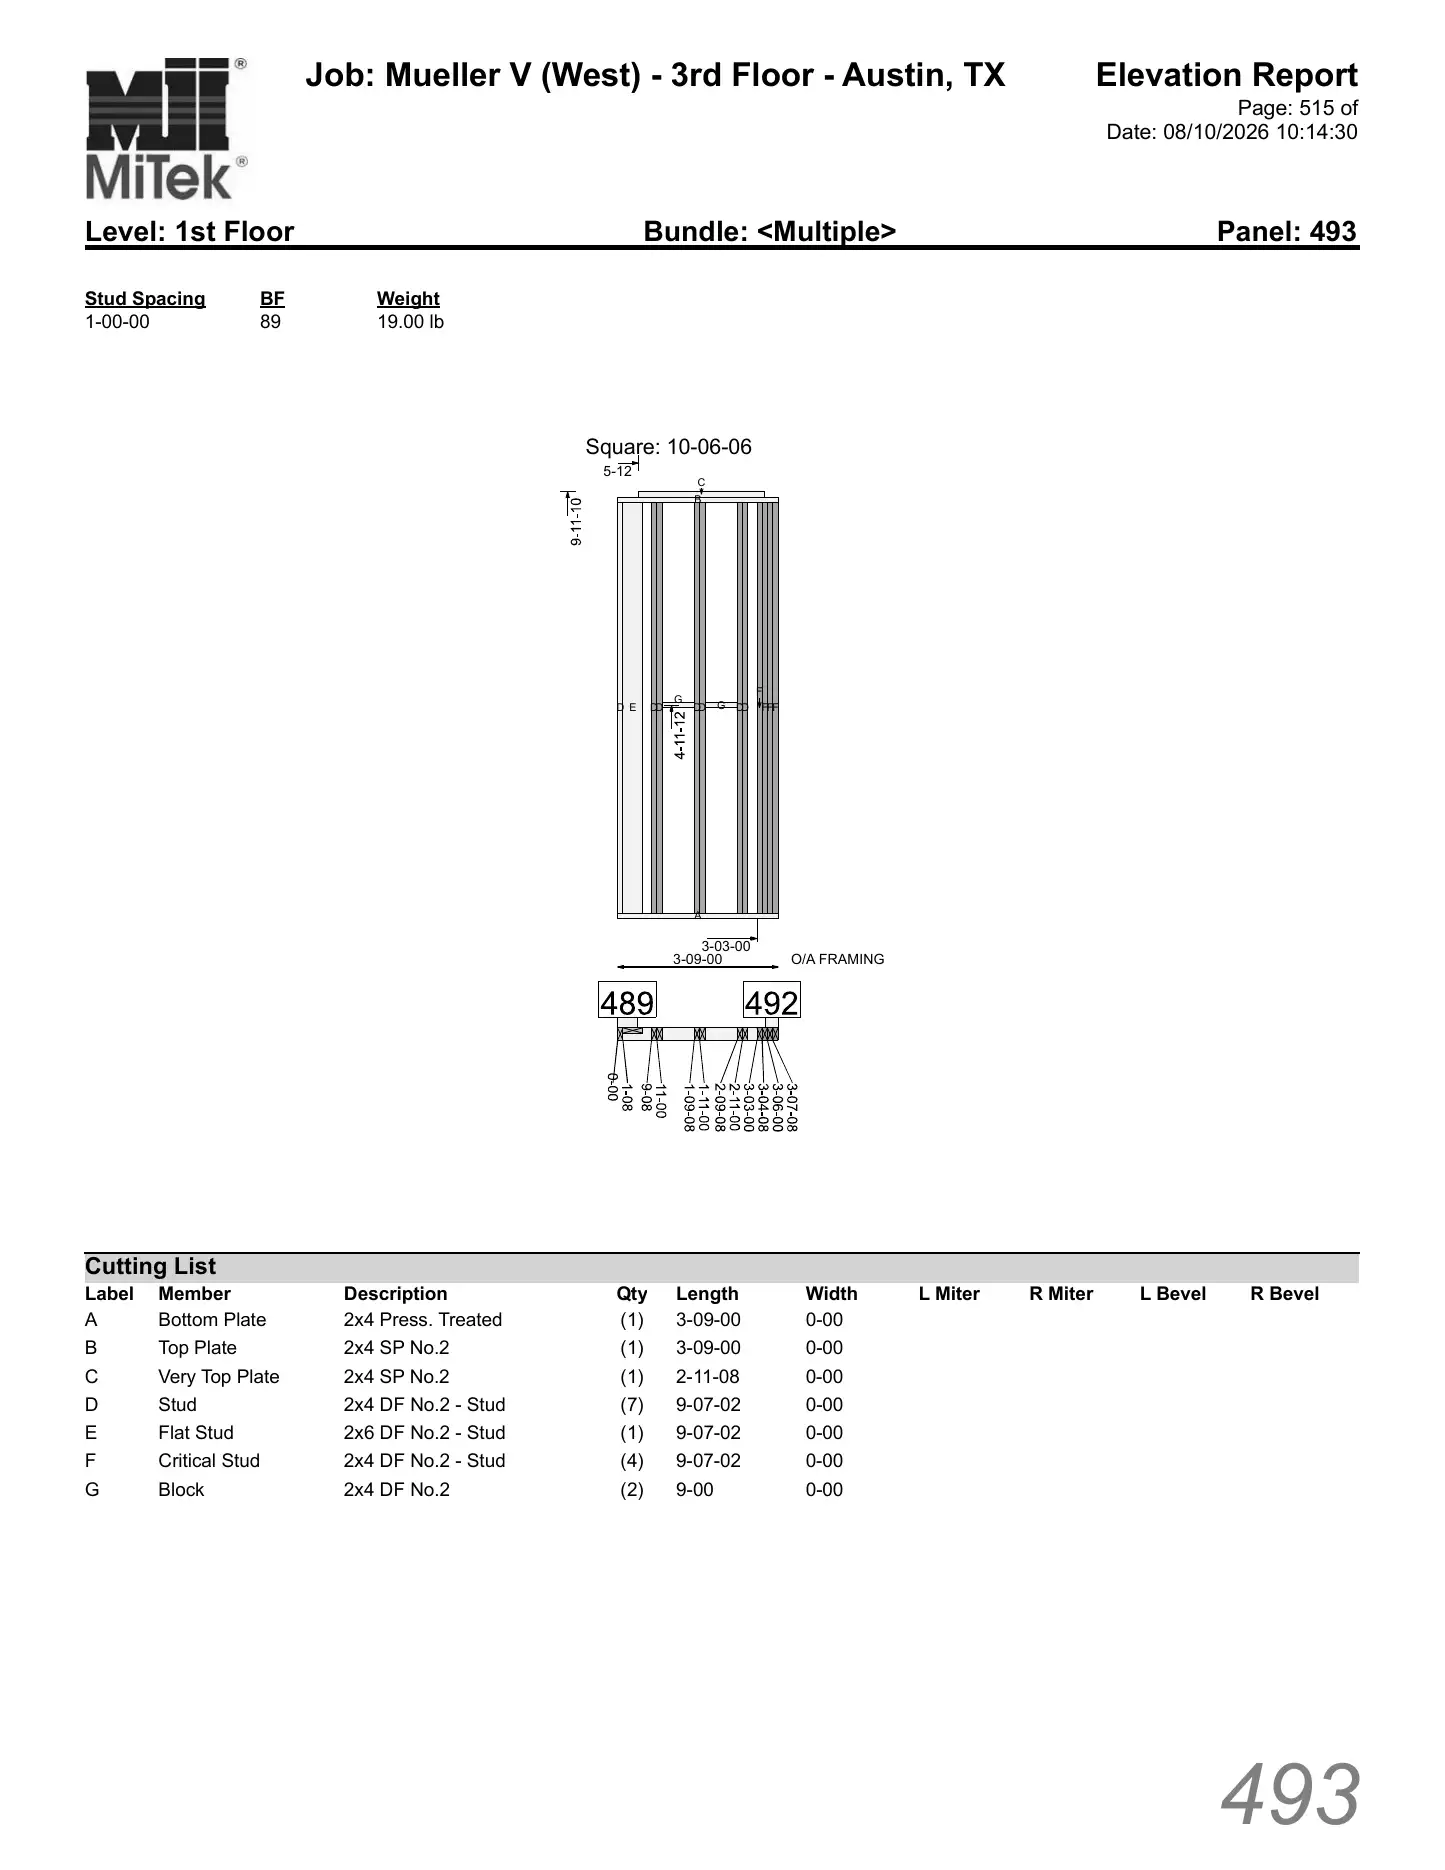 MiTek®
Job: Mueller V (West) - 3rd Floor - Austin, TX
Elevation Report
Page: 515 of
Date: 08/10/2026 10:14:30
Level: 1st Floor Bundle: <Multiple> Panel: 493
Stud Spacing BF Weight
1-00-00 89 19.00 lb
Square: 10-06-06
5-12
C
B
9-11-10
F
G
D E D D G D
4-11-12
A
3-03-00
3-09-00 O/A FRAMING
489 492
0-00
1-08
9-08
11-00
1-09-08
1-11-00
2-09-08
2-11-00
3-03-00
3-04-08
3-06-00
3-07-08
Cutting List
Label Member Description Qty Length Width L Miter R Miter L Bevel R Bevel
A Bottom Plate 2x4 Press. Treated (1) 3-09-00 0-00
B Top Plate 2x4 SP No.2 (1) 3-09-00 0-00
C Very Top Plate 2x4 SP No.2 (1) 2-11-08 0-00
D Stud 2x4 DF No.2 - Stud (7) 9-07-02 0-00
E Flat Stud 2x6 DF No.2 - Stud (1) 9-07-02 0-00
F Critical Stud 2x4 DF No.2 - Stud (4) 9-07-02 0-00
G Block 2x4 DF No.2 (2) 9-00 0-00
493